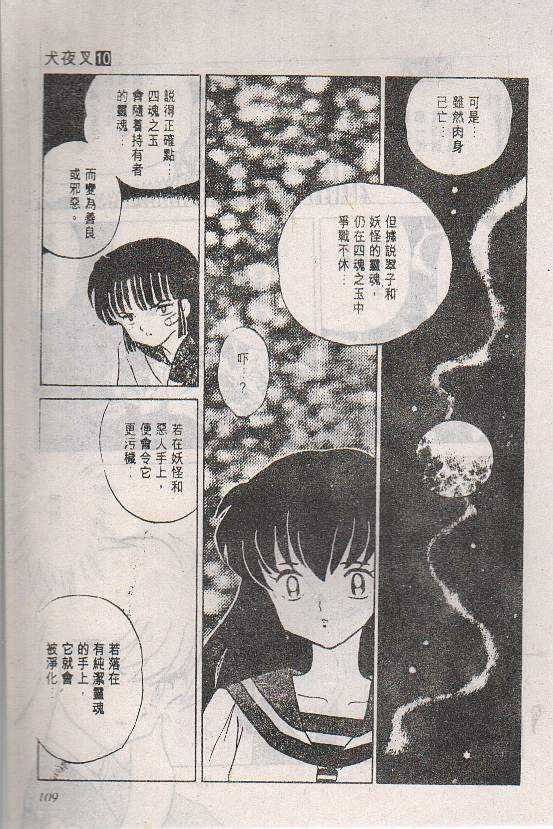 犬夜叉10
可是…
雖然肉身
已亡…
但據說翠子和
妖怪的靈魂，
仍在四魂之玉中
爭戰不休…
吓…？
說得正確點…
四魂之玉
會隨着持有者
的靈魂…
而變為善良
或邪惡。
若在妖怪和
惡人手上，
便會令它
更污穢…
若落在
有純潔靈魂
的手上，
它就會
被淨化…
109